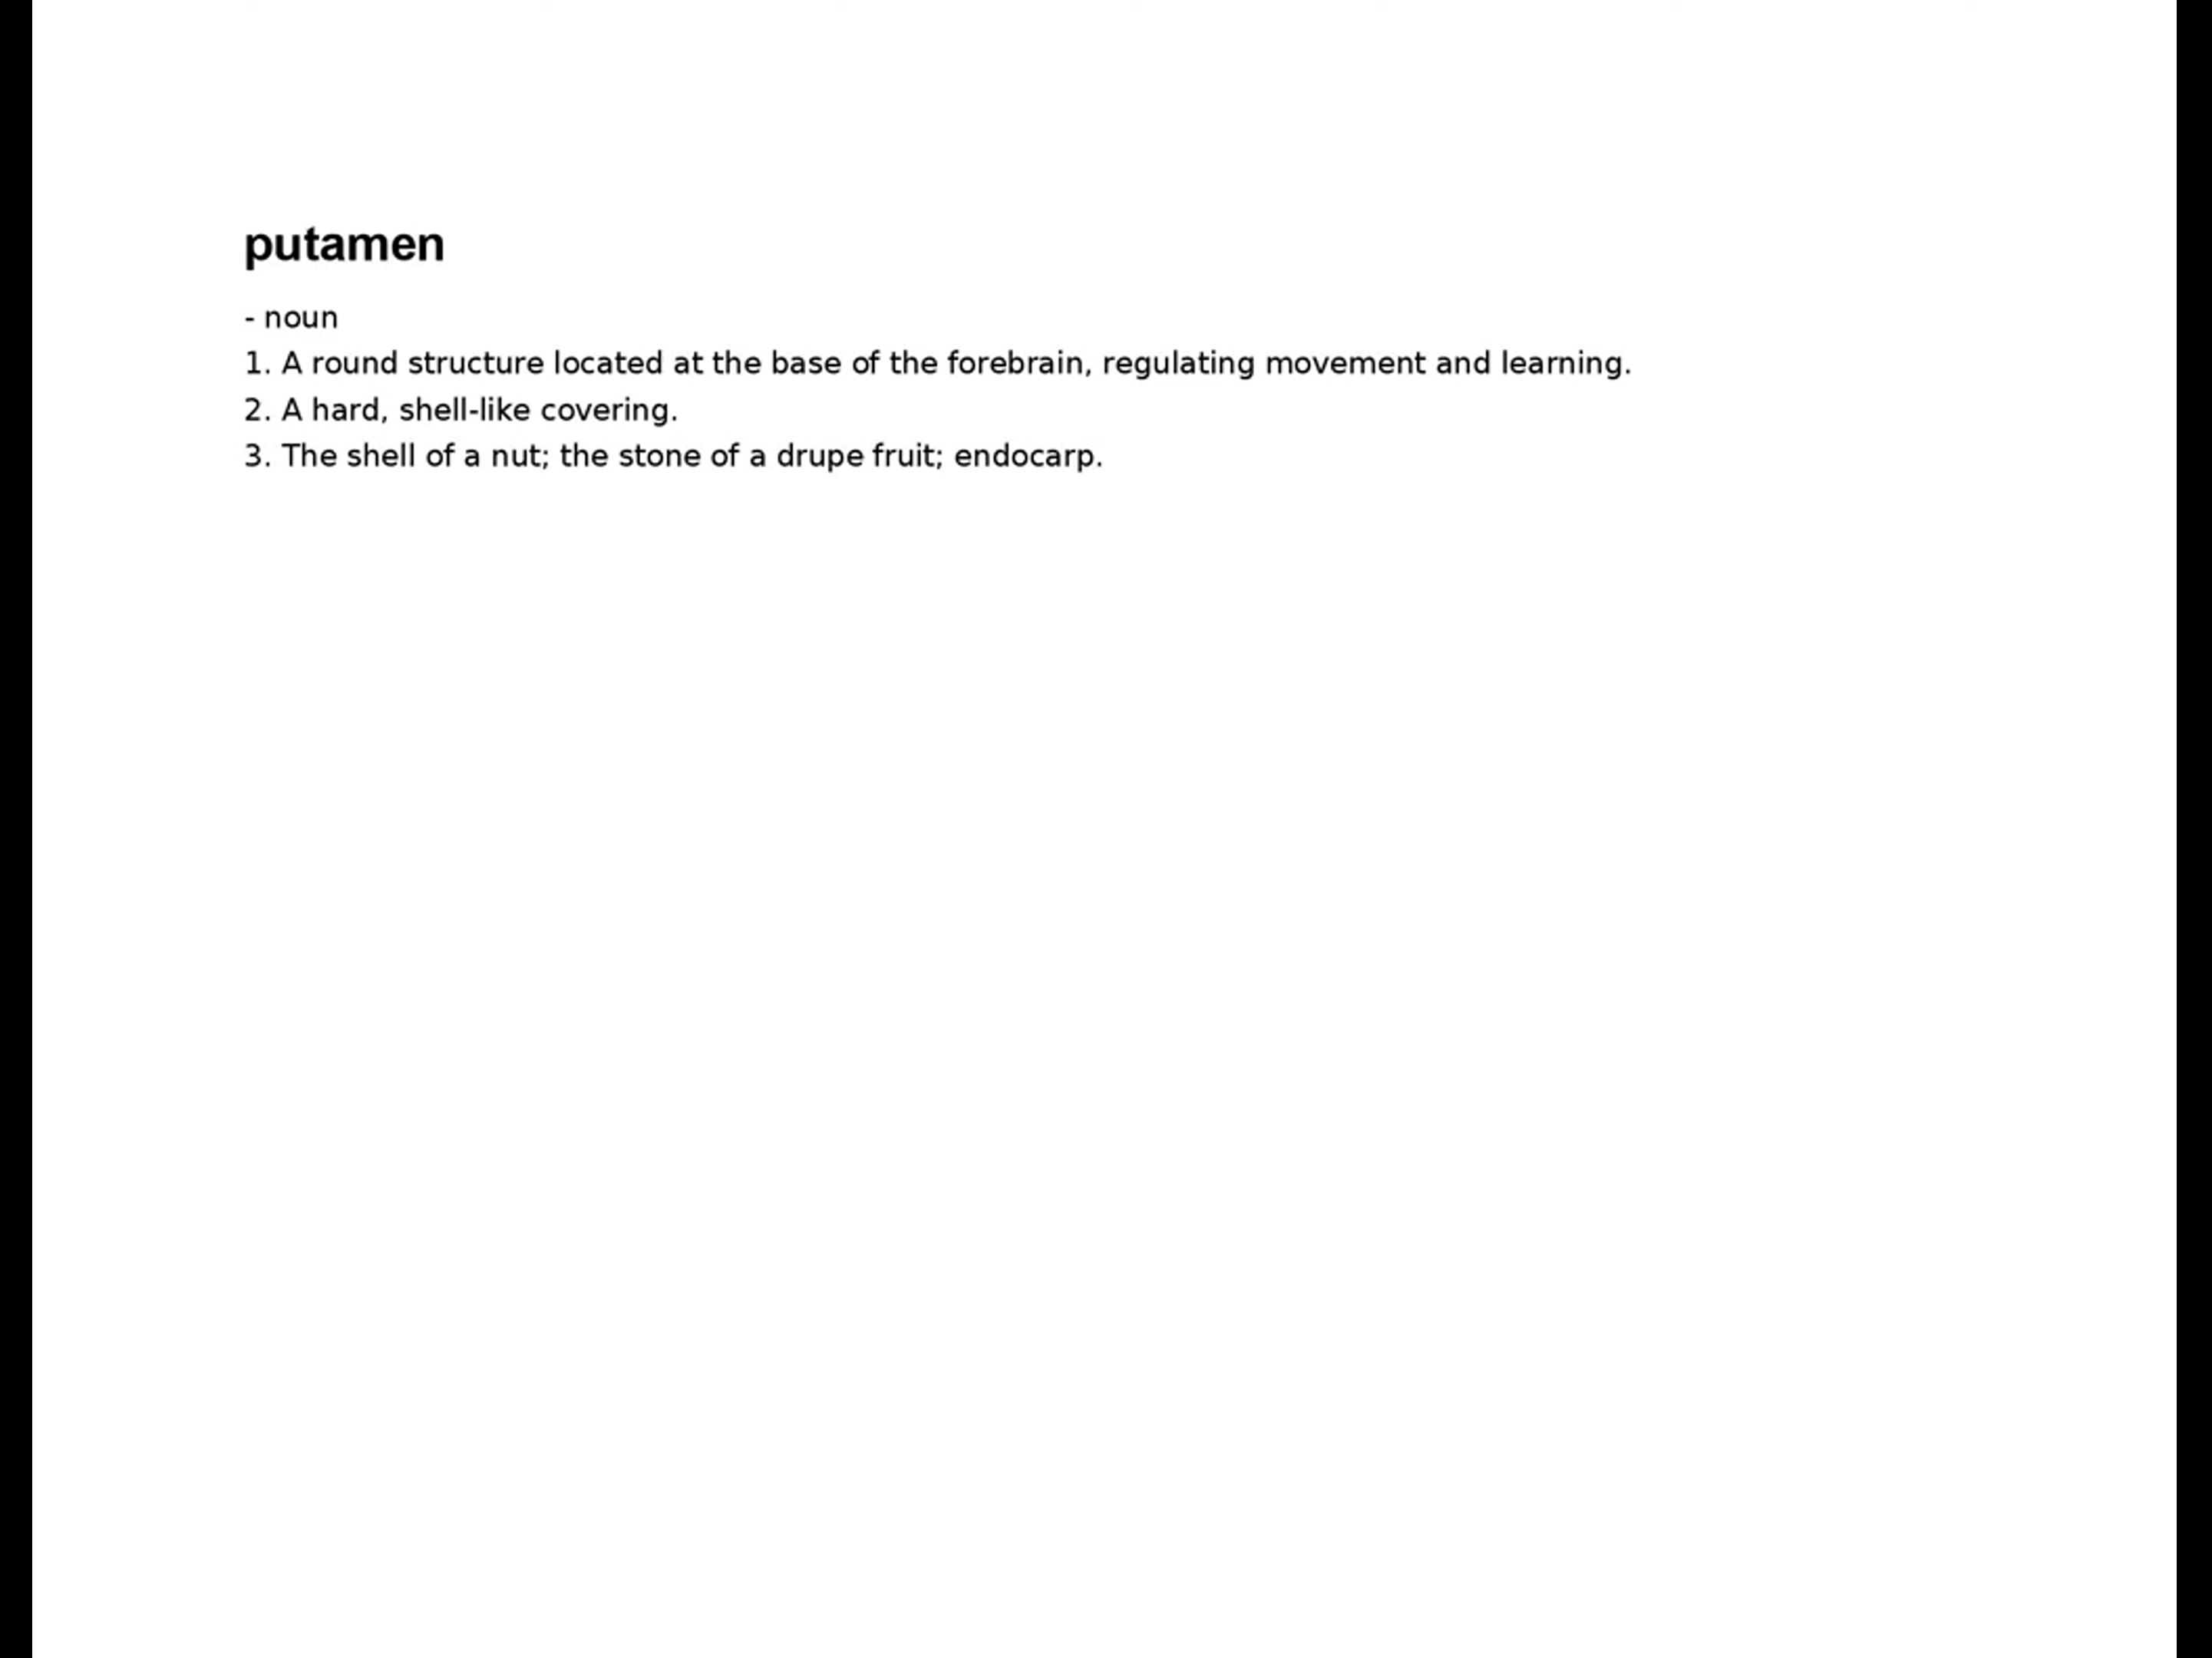 putamen
- noun
1. A round structure located at the base of the forebrain, regulating movement and learning.
2. A hard, shell-like covering.
3. The shell of a nut; the stone of a drupe fruit; endocarp.